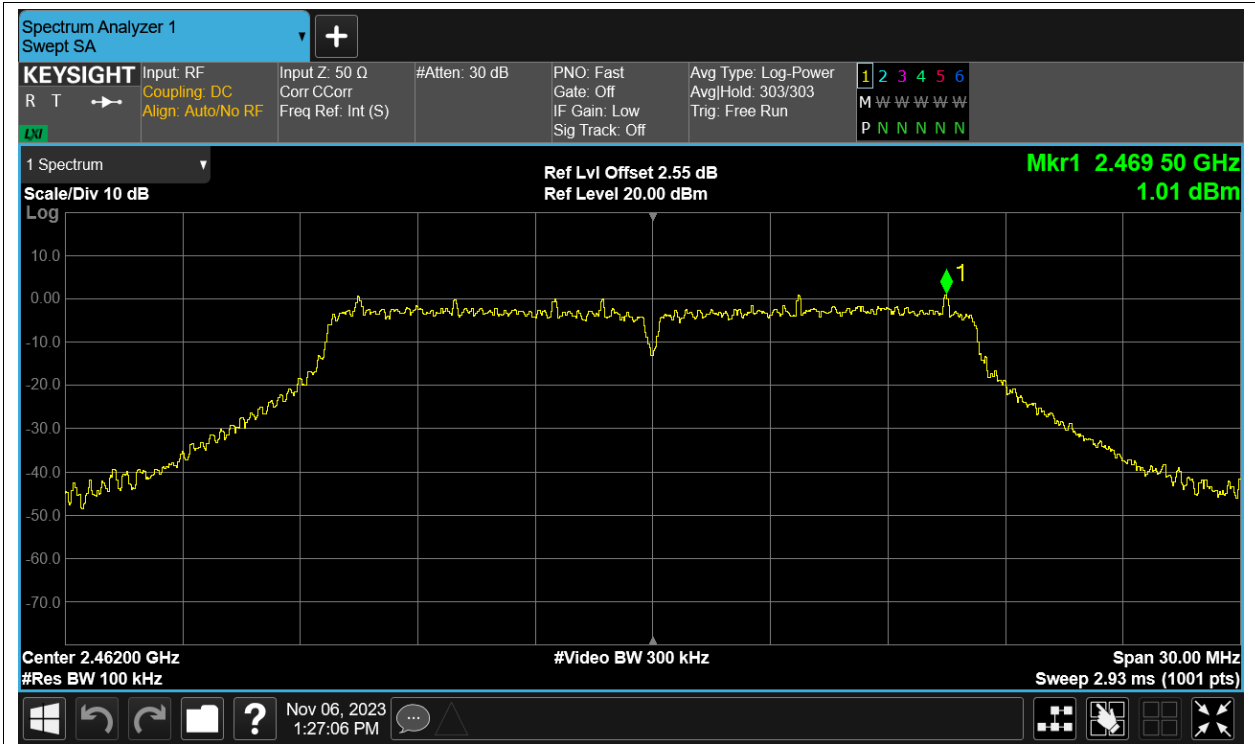 Spectrum Analyzer 1
Swept SA
KEYSIGHT
R T
LXI
Input: RF
Coupling: DC
Align: Auto/No RF
Input Z: 50 Ω
Corr CCorr
Freq Ref: Int (S)
#Atten: 30 dB
PNO: Fast
Gate: Off
IF Gain: Low
Sig Track: Off
Avg Type: Log-Power
Avg|Hold: 303/303
Trig: Free Run
1 2 3 4 5 6
M W W W W W
P N N N N N
1 Spectrum
Scale/Div 10 dB
Log
Ref Lvl Offset 2.55 dB
Ref Level 20.00 dBm
Mkr1 2.469 50 GHz
1.01 dBm
1
10.0
0.00
-10.0
-20.0
-30.0
-40.0
-50.0
-60.0
-70.0
Center 2.46200 GHz
#Video BW 300 kHz
Span 30.00 MHz
#Res BW 100 kHz
Sweep 2.93 ms (1001 pts)
?
Nov 06, 2023
1:27:06 PM